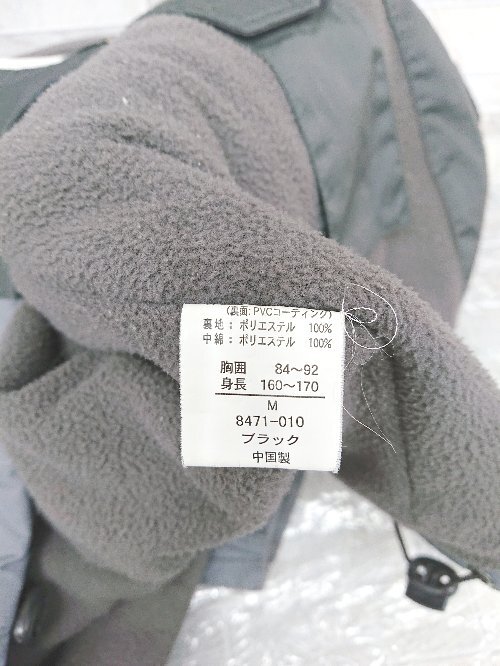 (裏面:PVCコーティング)
裏地：ポリエステル 100%
中綿：ポリエステル 100%
胸囲 84～92
身長 160～170
M
8471-010
ブラック
中国製